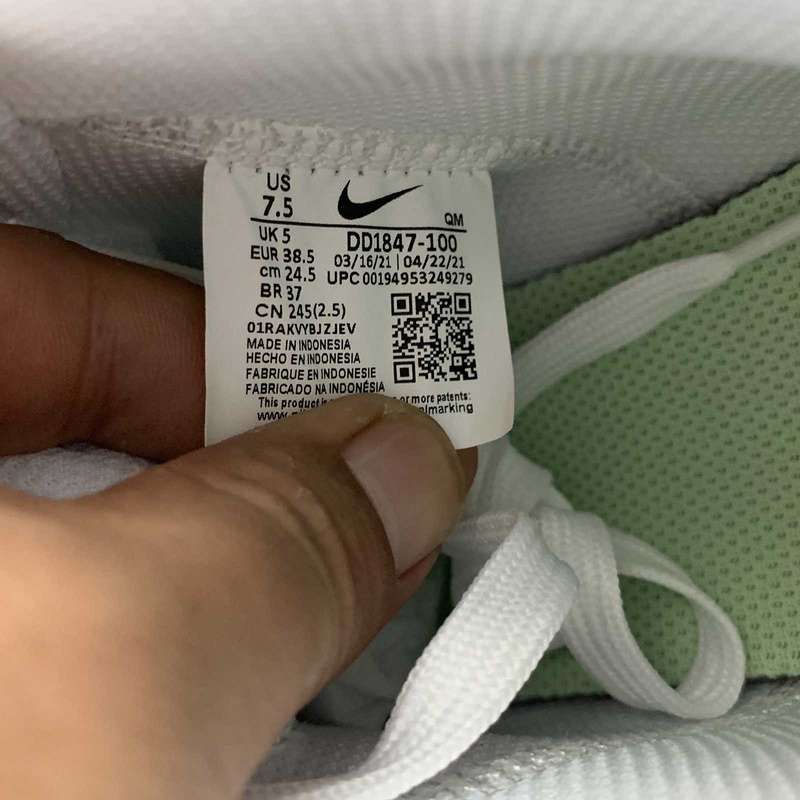 US
7.5
QM
UK 5
DD1847-100
EUR 38.5
03/16/21 | 04/22/21
cm 24.5
UPC 00194953249279
BR 37
CN 245(2.5)
01RAKVYBJZJEV
MADE IN INDONESIA
HECHO EN INDONESIA
FABRIQUE EN INDONESIE
FABRICADO NA INDONÉSIA
This product or more patents: